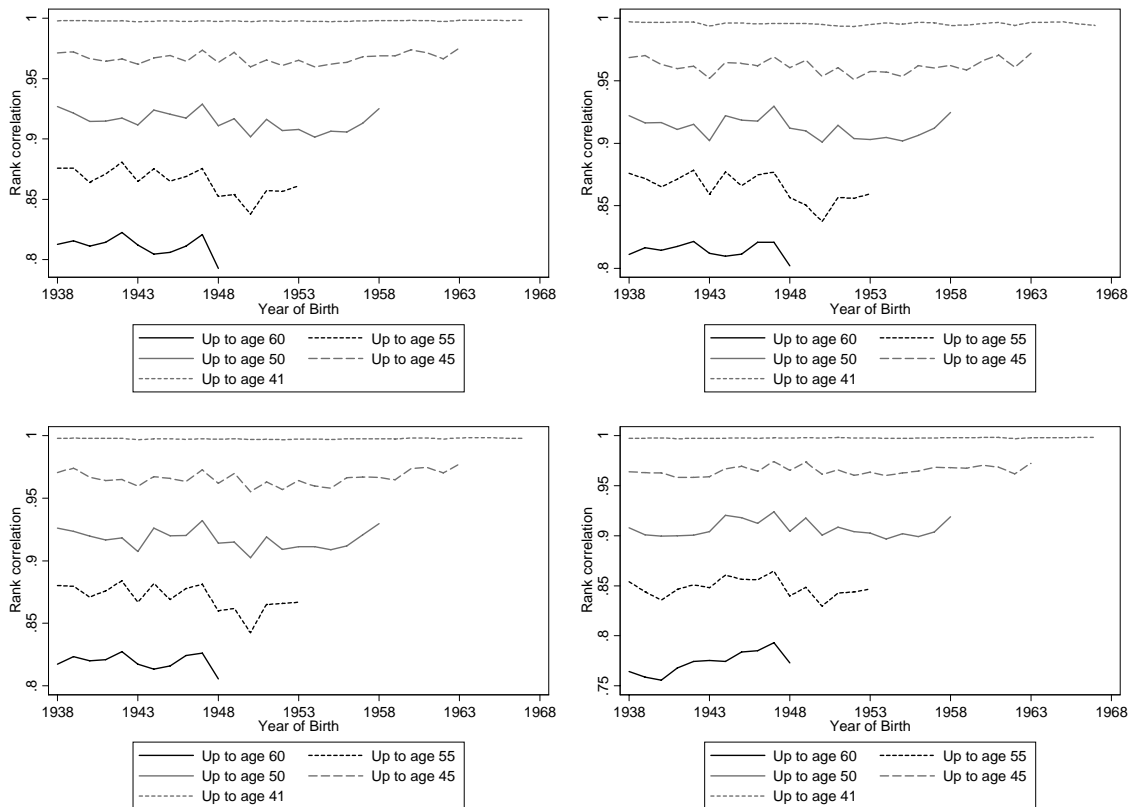 Rank correlation
1
.95
.9
.85
.8
1938 1943 1948 1953 1958 1963 1968
Year of Birth
Up to age 60 Up to age 55
Up to age 50 Up to age 45
Up to age 41
Rank correlation
1
.95
.9
.85
.8
1938 1943 1948 1953 1958 1963 1968
Year of Birth
Up to age 60 Up to age 55
Up to age 50 Up to age 45
Up to age 41
Rank correlation
1
.95
.9
.85
.8
1938 1943 1948 1953 1958 1963 1968
Year of Birth
Up to age 60 Up to age 55
Up to age 50 Up to age 45
Up to age 41
Rank correlation
1
.95
.9
.85
.8
.75
1938 1943 1948 1953 1958 1963 1968
Year of Birth
Up to age 60 Up to age 55
Up to age 50 Up to age 45
Up to age 41